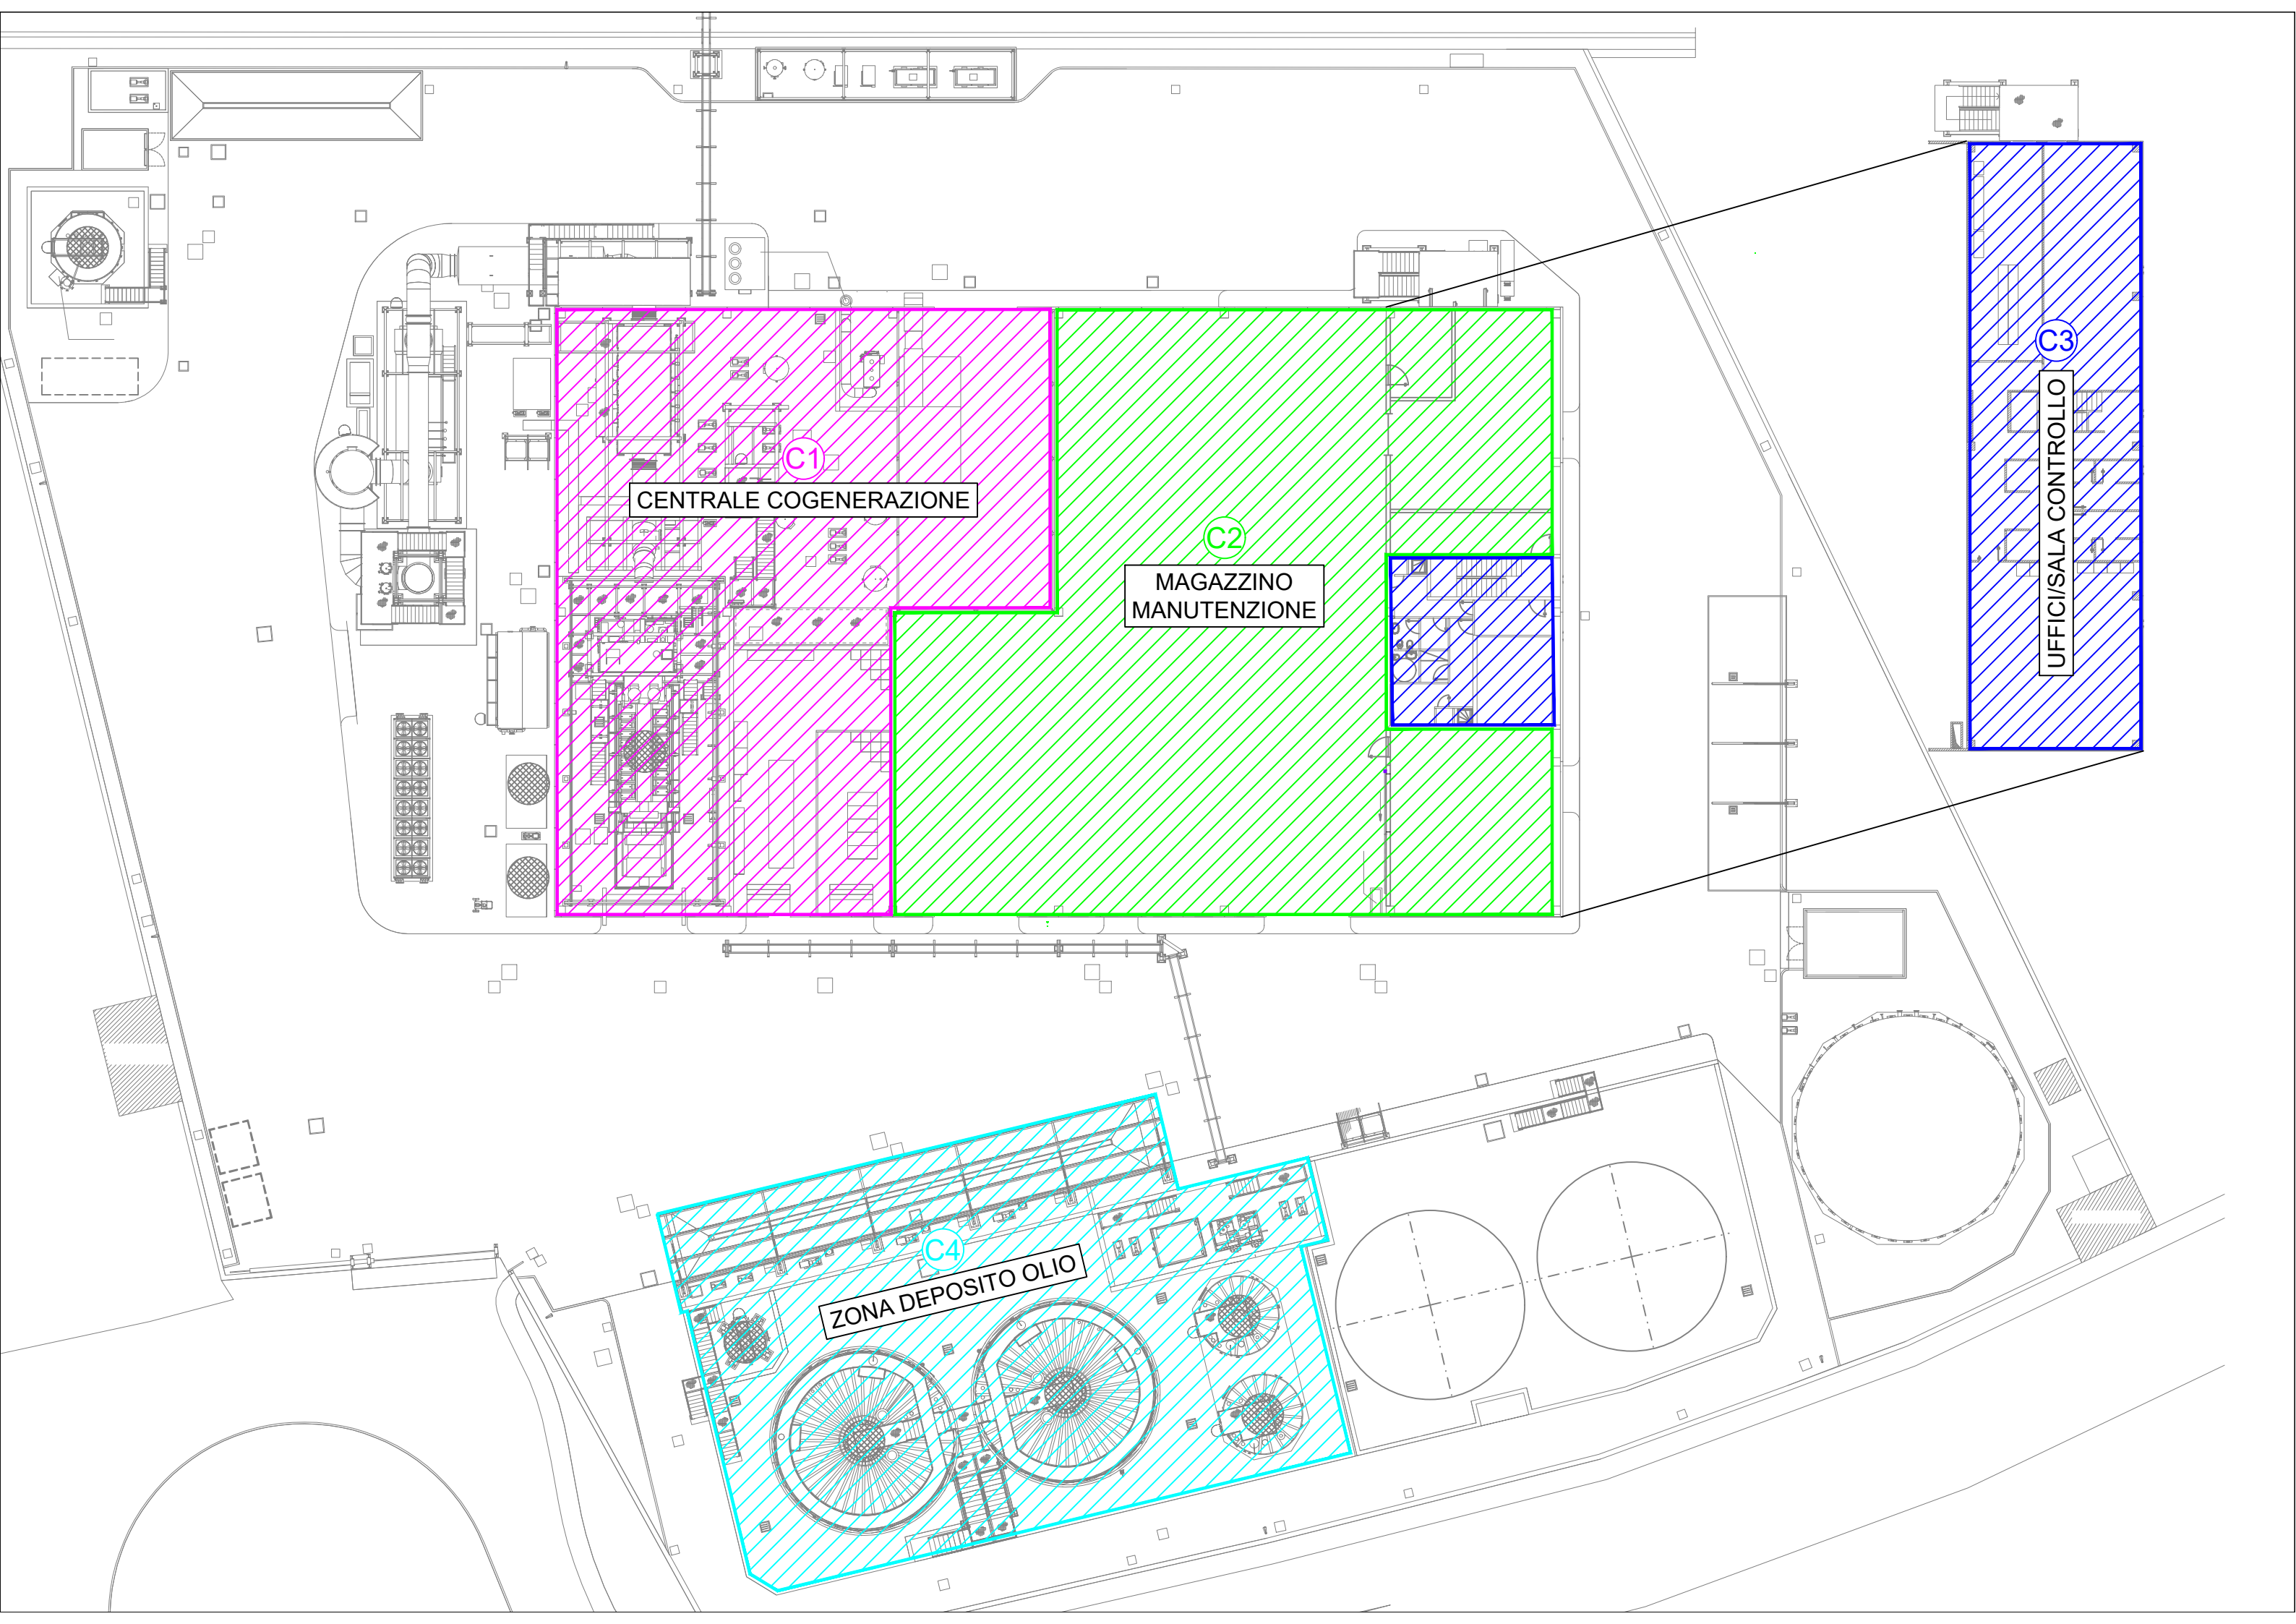 C1
CENTRALE COGENERAZIONE
C2
MAGAZZINO
MANUTENZIONE
C3
UFFICI/SALA CONTROLLO
C4
ZONA DEPOSITO OLIO